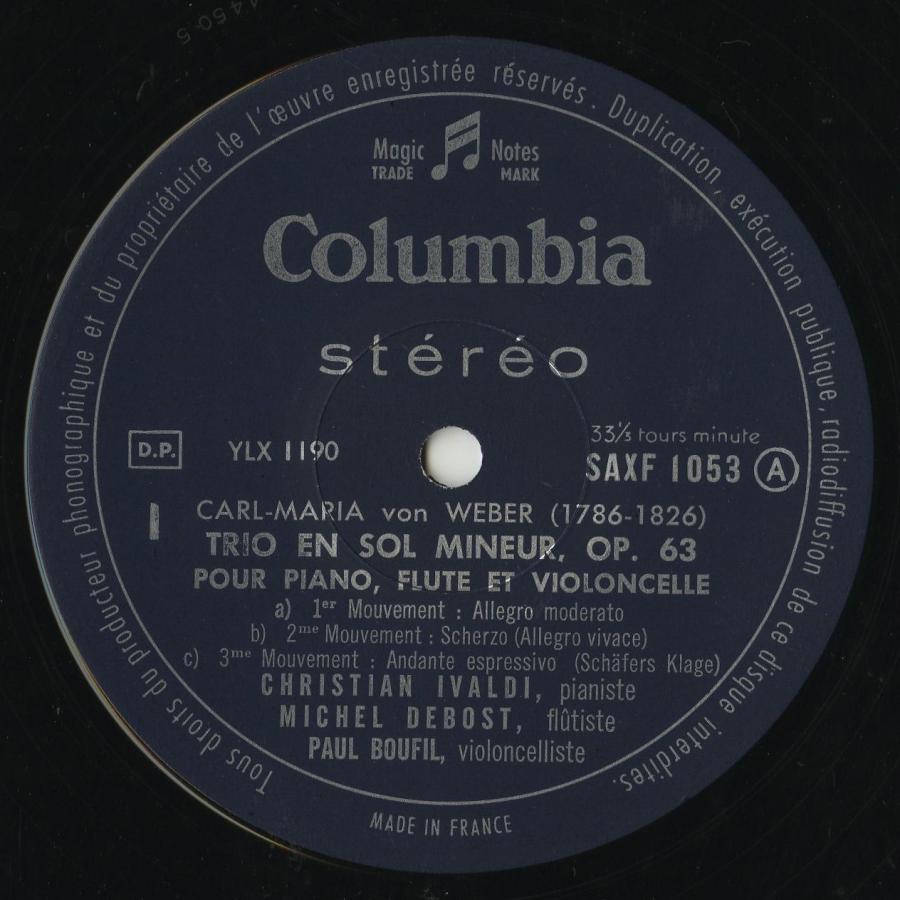 Tous droits du producteur phonographique et du propriétaire de l'œuvre enregistrée réservés. Duplication, exécution publique, radiodiffusion de ce disque interdites.
Magic Notes
TRADE MARK
Columbia
stéréo
33⅓ tours minute
D.P. YLX 1190 SAXF 1053 A
I CARL-MARIA von WEBER (1786-1826)
TRIO EN SOL MINEUR, OP. 63
POUR PIANO, FLUTE ET VIOLONCELLE
a) 1er Mouvement : Allegro moderato
b) 2me Mouvement : Scherzo (Allegro vivace)
c) 3me Mouvement : Andante espressivo (Schäfers Klage)
CHRISTIAN IVALDI, pianiste
MICHEL DEBOST, flûtiste
PAUL BOUFIL, violoncelliste
MADE IN FRANCE